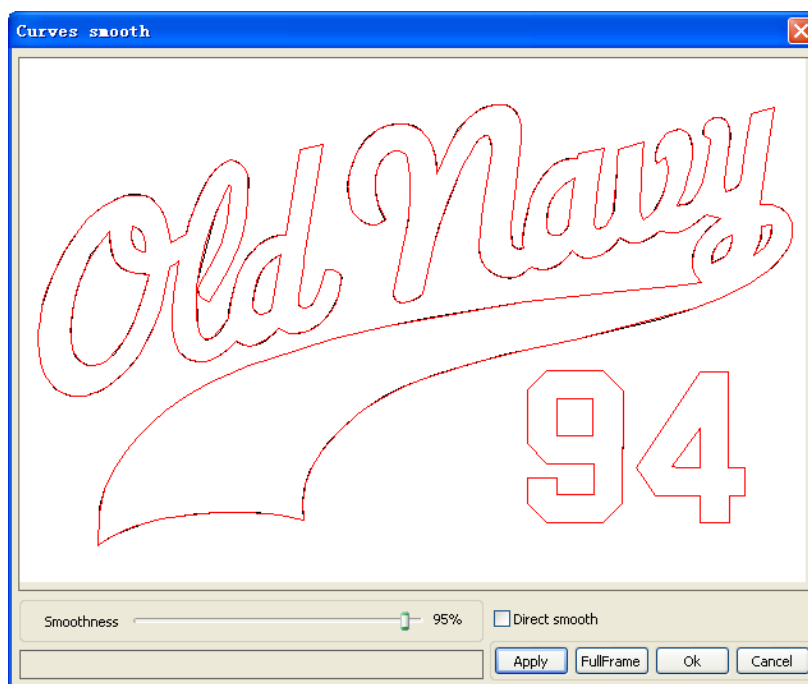 Curves smooth
Old Navy
94
Smoothness 95% Direct smooth
Apply FullFrame Ok Cancel